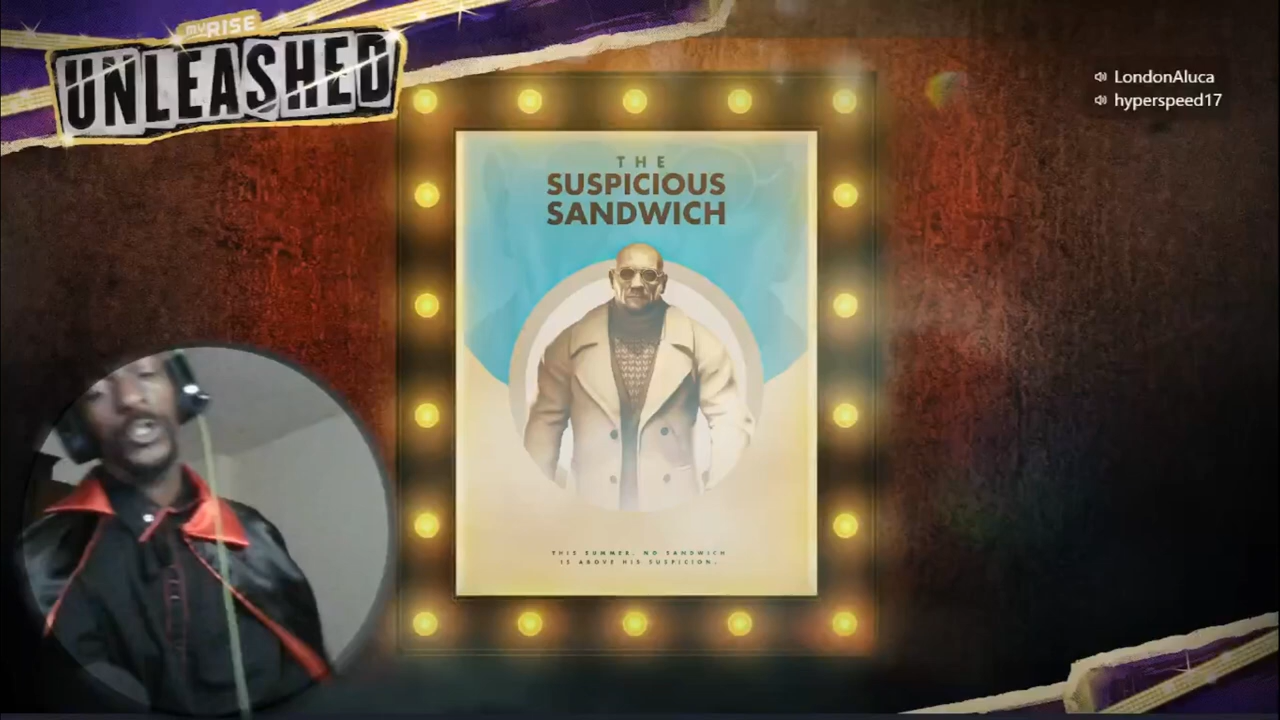 MyRISE
UNLEASHED
LondonAluca
hyperspeed17
THE
SUSPICIOUS
SANDWICH
THIS SUMMER, NO SANDWICH
IS ABOVE HIS SUSPICION.